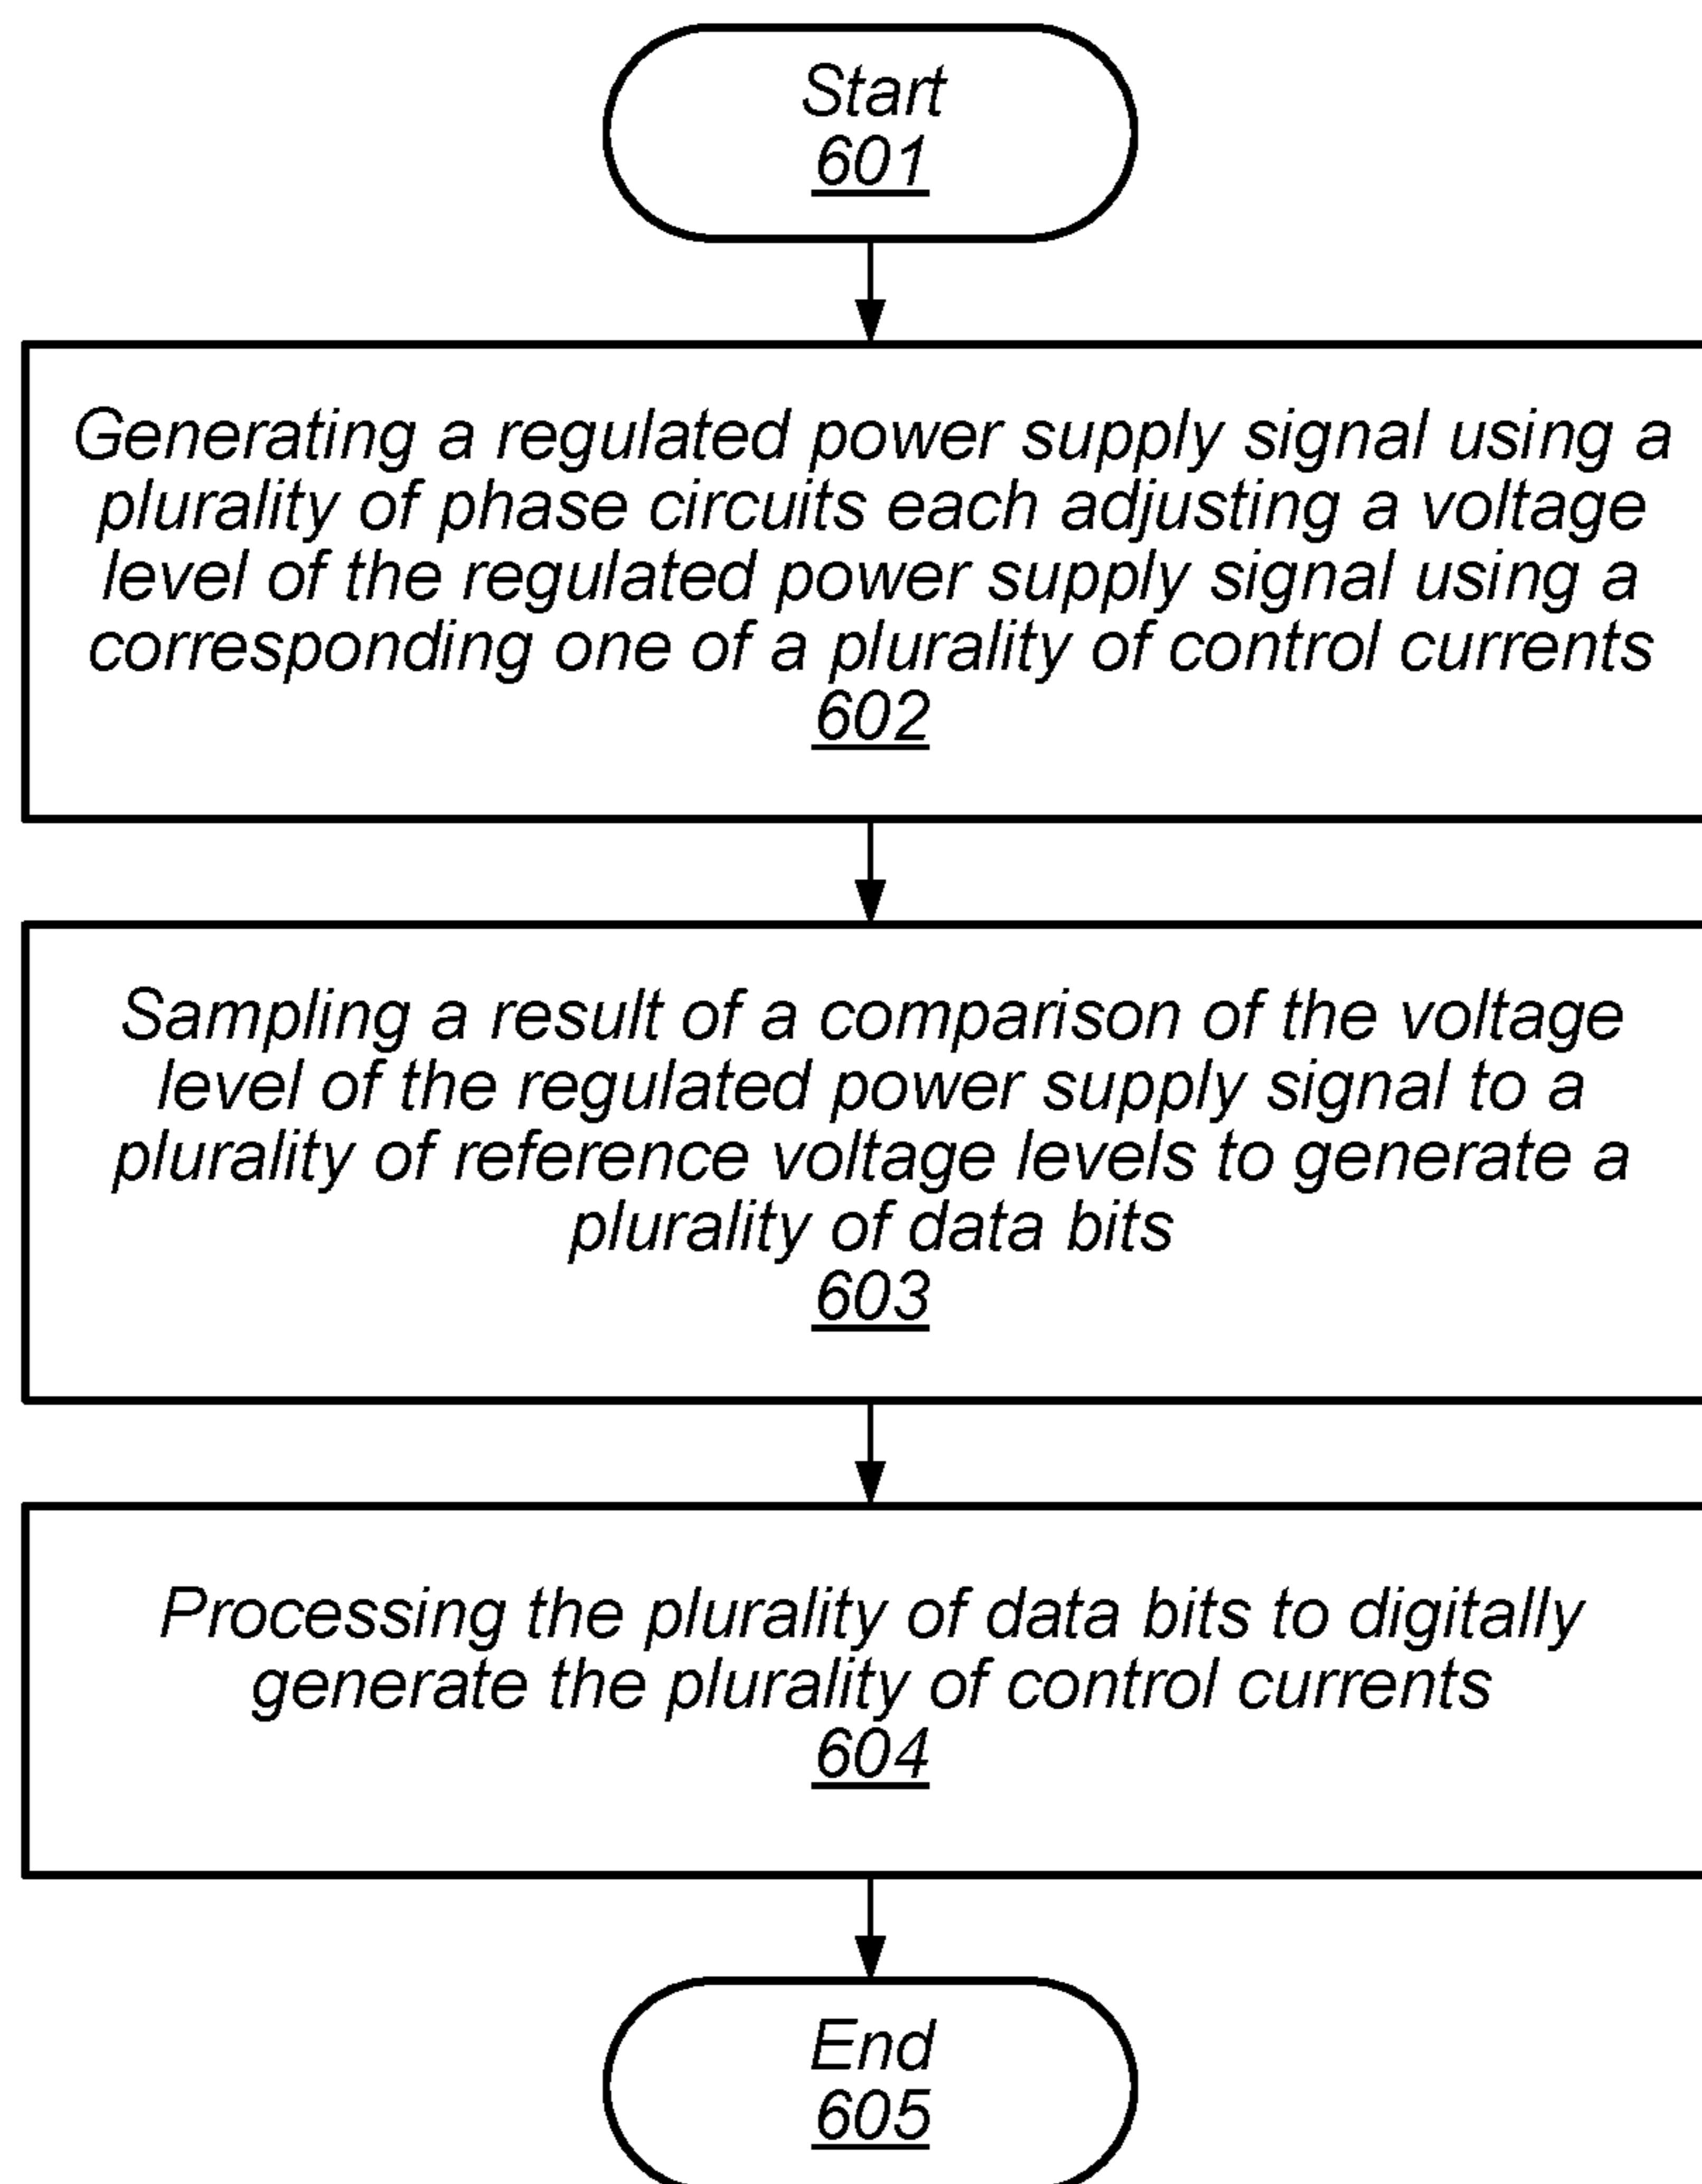 Start
601
Generating a regulated power supply signal using a
plurality of phase circuits each adjusting a voltage
level of the regulated power supply signal using a
corresponding one of a plurality of control currents
602
Sampling a result of a comparison of the voltage
level of the regulated power supply signal to a
plurality of reference voltage levels to generate a
plurality of data bits
603
Processing the plurality of data bits to digitally
generate the plurality of control currents
604
End
605